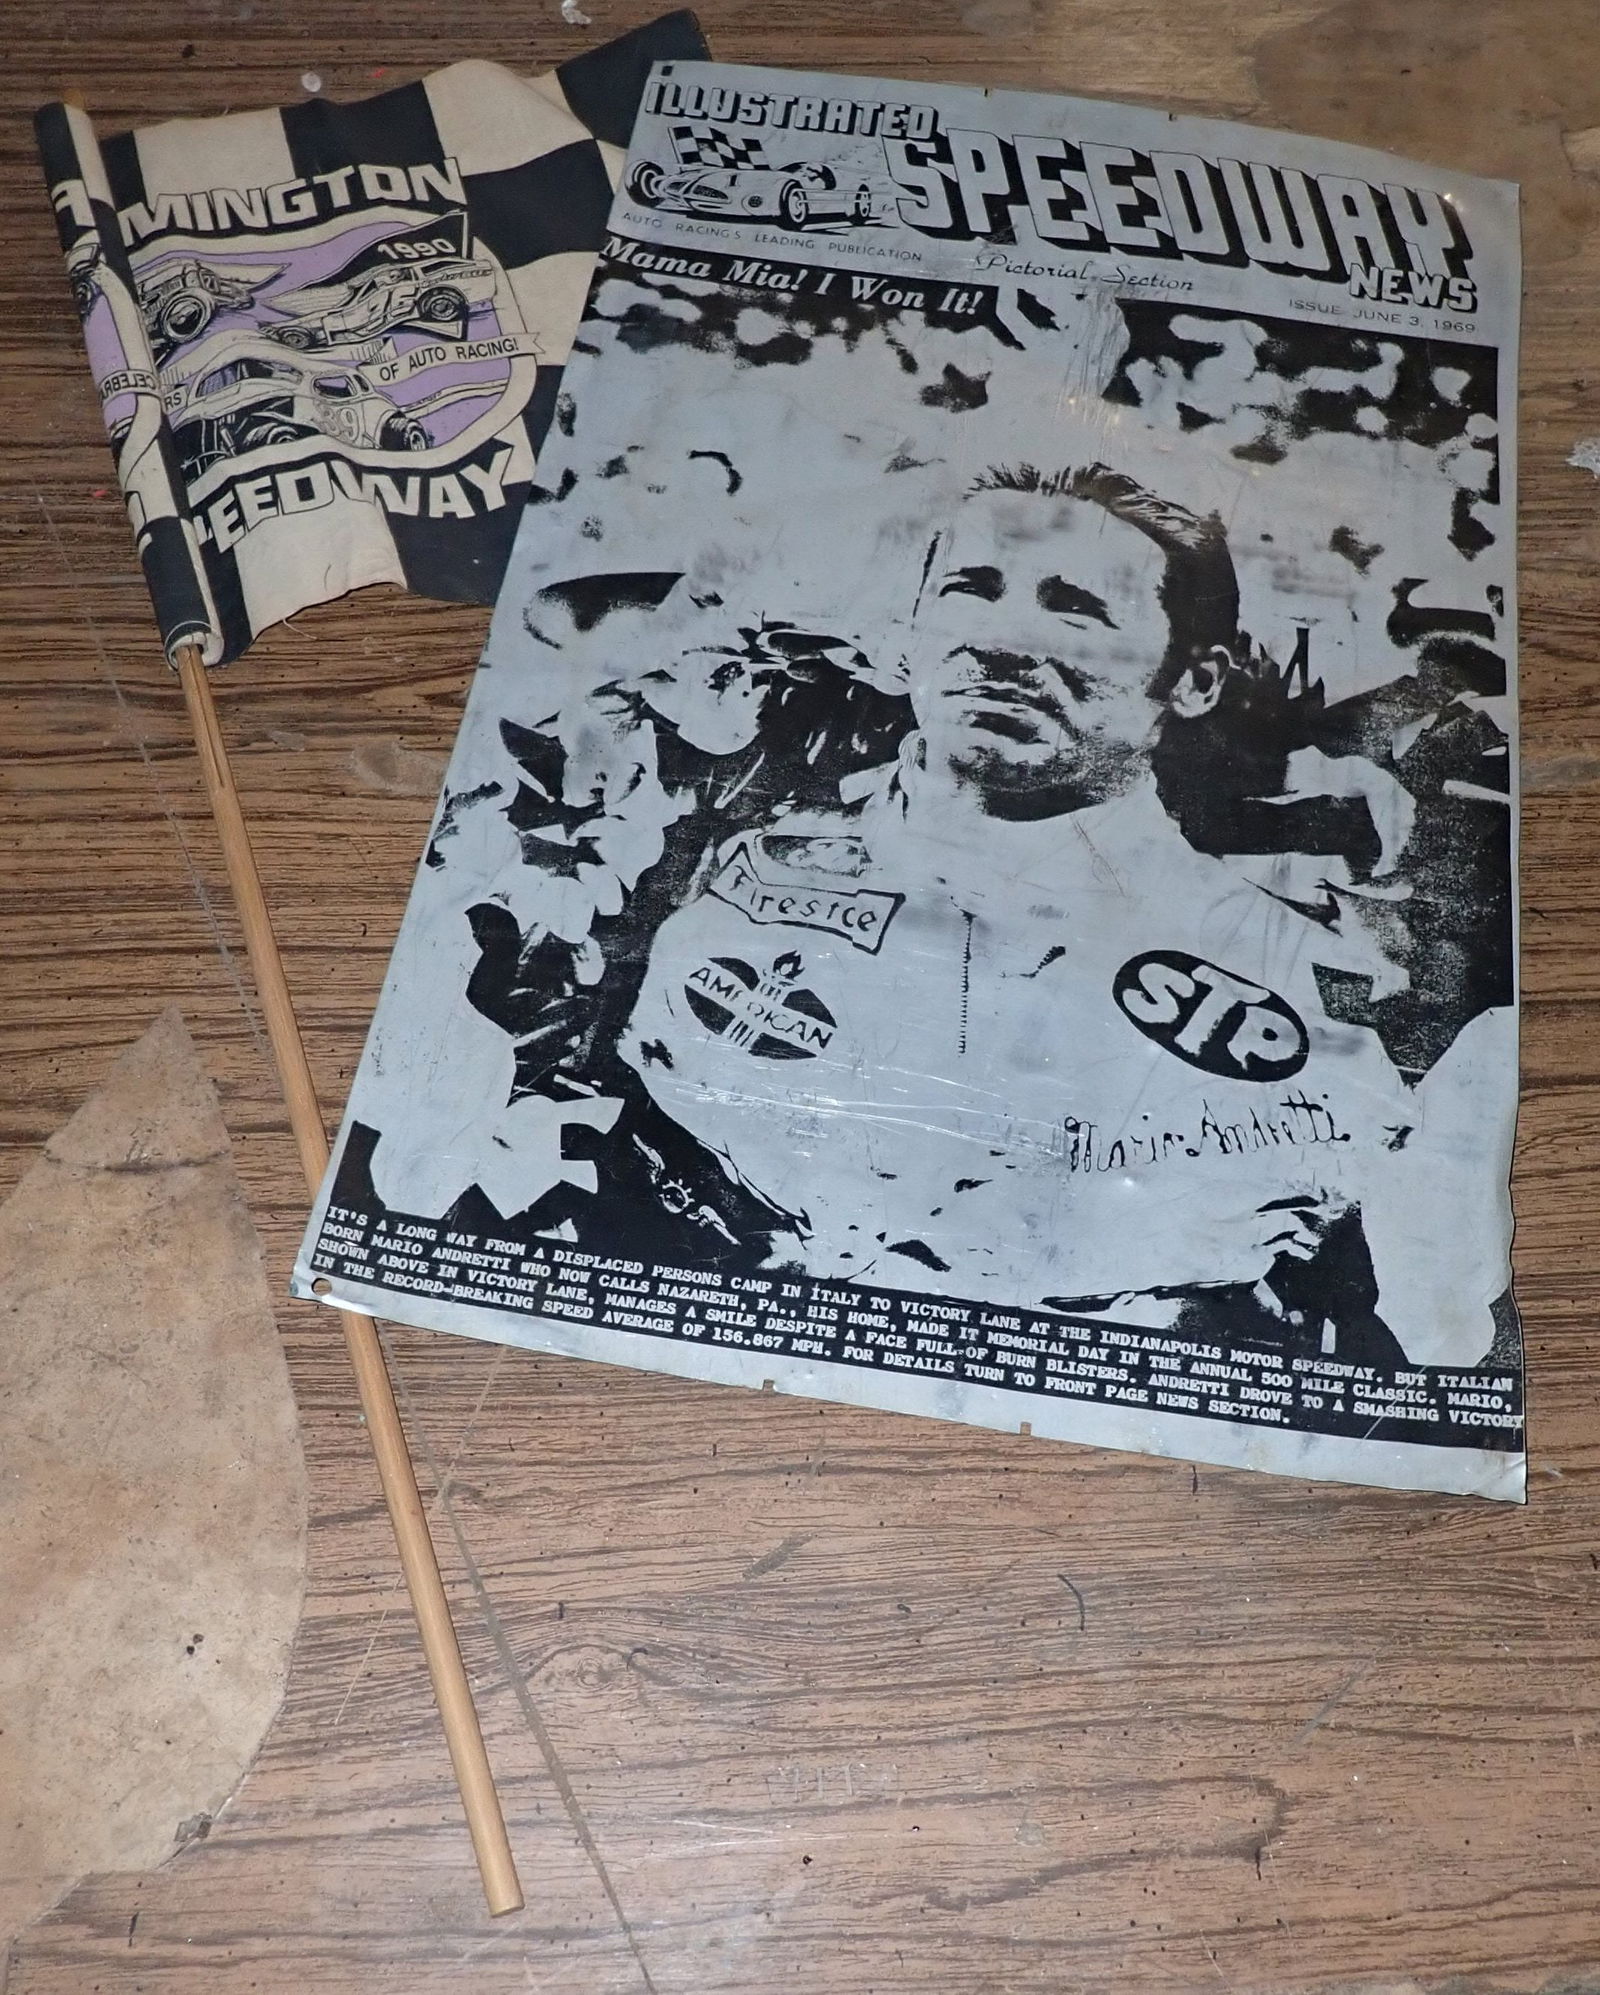 MINGTON
1990
OF AUTO RACING!
RS
CELEBR
39
PEEDWAY
ILLUSTRATED
SPEEDWAY
NEWS
AUTO RACING'S LEADING PUBLICATION
Pictorial Section
ISSUE JUNE 3, 1969
Mama Mia! I Won It!
Firestce
AMERICAN
STP
Mario Andretti
IT'S A LONG WAY FROM A DISPLACED PERSONS CAMP IN ITALY TO VICTORY LANE AT THE INDIANAPOLIS MOTOR SPEEDWAY. BUT ITALIAN
BORN MARIO ANDRETTI WHO NOW CALLS NAZARETH, PA., HIS HOME, MADE IT MEMORIAL DAY IN THE ANNUAL 500 MILE CLASSIC. MARIO,
SHOWN ABOVE IN VICTORY LANE, MANAGES A SMILE DESPITE A FACE FULL OF BURN BLISTERS. ANDRETTI DROVE TO A SMASHING VICTORY
IN THE RECORD-BREAKING SPEED AVERAGE OF 156.867 MPH. FOR DETAILS TURN TO FRONT PAGE NEWS SECTION.